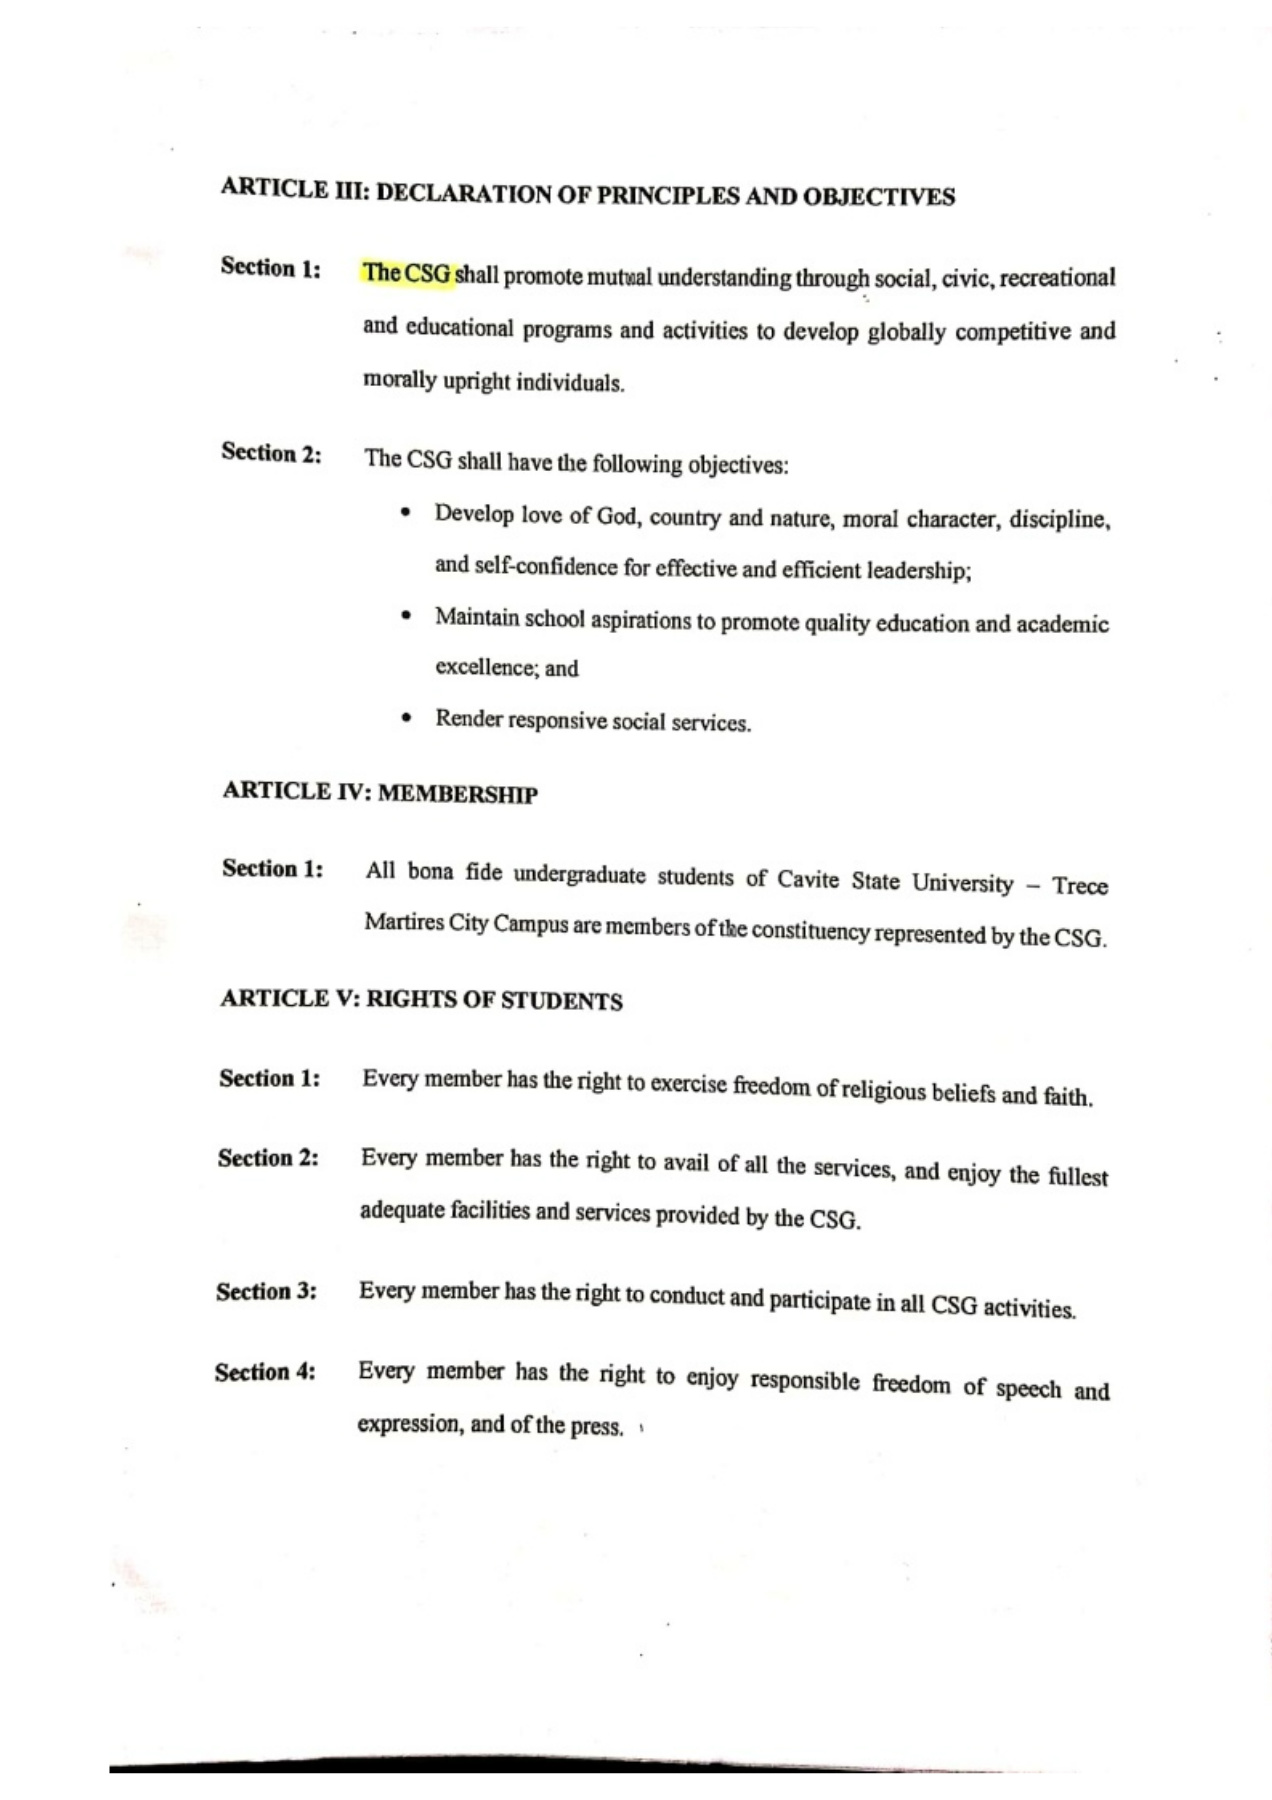 ARTICLE III: DECLARATION OF PRINCIPLES AND OBJECTIVES
Section 1: The CSG shall promote mutual understanding through social, civic, recreational
and educational programs and activities to develop globally competitive and
morally upright individuals.
Section 2: The CSG shall have the following objectives:
• Develop love of God, country and nature, moral character, discipline,
and self-confidence for effective and efficient leadership;
• Maintain school aspirations to promote quality education and academic
excellence; and
• Render responsive social services.
ARTICLE IV: MEMBERSHIP
Section 1: All bona fide undergraduate students of Cavite State University – Trece
Martires City Campus are members of the constituency represented by the CSG.
ARTICLE V: RIGHTS OF STUDENTS
Section 1: Every member has the right to exercise freedom of religious beliefs and faith.
Section 2: Every member has the right to avail of all the services, and enjoy the fullest
adequate facilities and services provided by the CSG.
Section 3: Every member has the right to conduct and participate in all CSG activities.
Section 4: Every member has the right to enjoy responsible freedom of speech and
expression, and of the press.